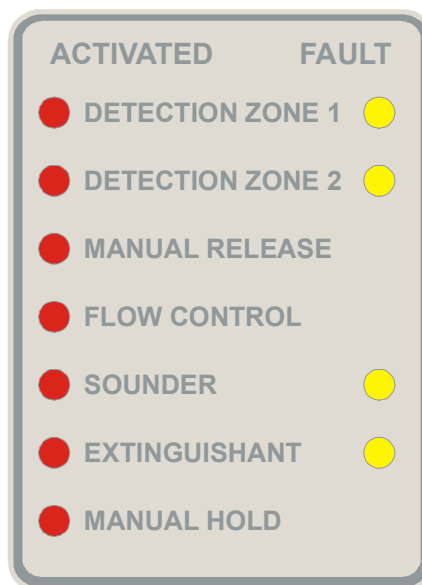 ACTIVATED FAULT
DETECTION ZONE 1
DETECTION ZONE 2
MANUAL RELEASE
FLOW CONTROL
SOUNDER
EXTINGUISHANT
MANUAL HOLD